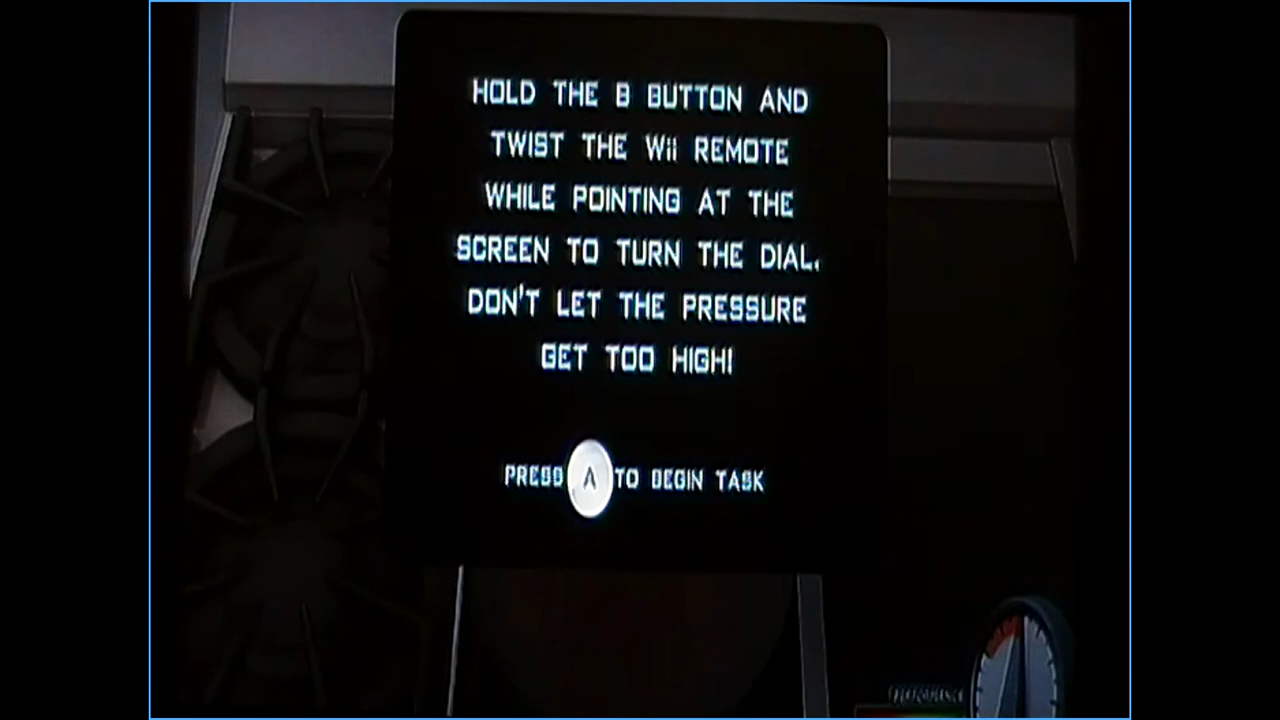 HOLD THE B BUTTON AND
TWIST THE Wii REMOTE
WHILE POINTING AT THE
SCREEN TO TURN THE DIAL.
DON'T LET THE PRESSURE
GET TOO HIGH!
PRESS A TO BEGIN TASK
PERFORMANCE